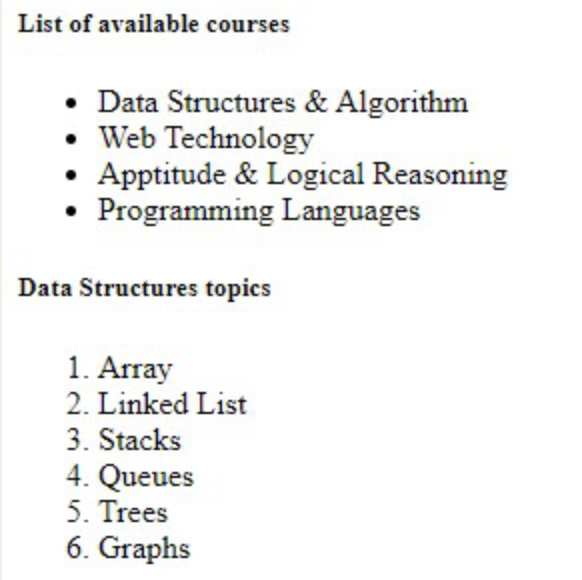 List of available courses
• Data Structures & Algorithm
• Web Technology
• Apptitude & Logical Reasoning
• Programming Languages
Data Structures topics
1. Array
2. Linked List
3. Stacks
4. Queues
5. Trees
6. Graphs